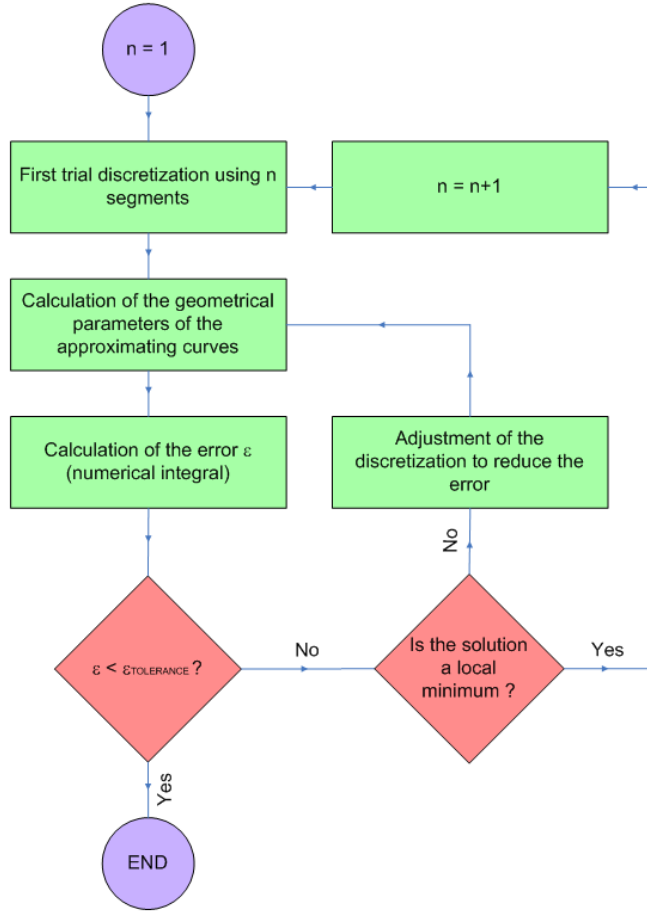 n = 1
First trial discretization using n
segments
n = n+1
Calculation of the geometrical
parameters of the
approximating curves
Calculation of the error ε
(numerical integral)
Adjustment of the
discretization to reduce the
error
No
ε < εTOLERANCE ?
No
Is the solution
a local
minimum ?
Yes
Yes
END